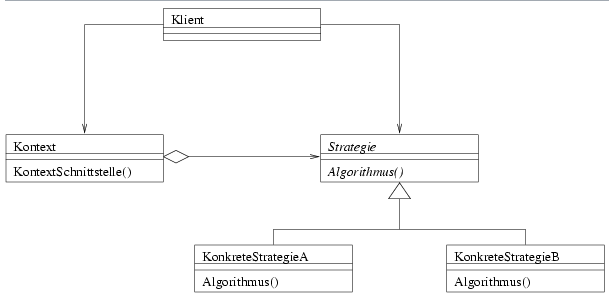 Klient
Kontext
KontextSchnittstelle()
Strategie
Algorithmus()
KonkreteStrategieA
Algorithmus()
KonkreteStrategieB
Algorithmus()